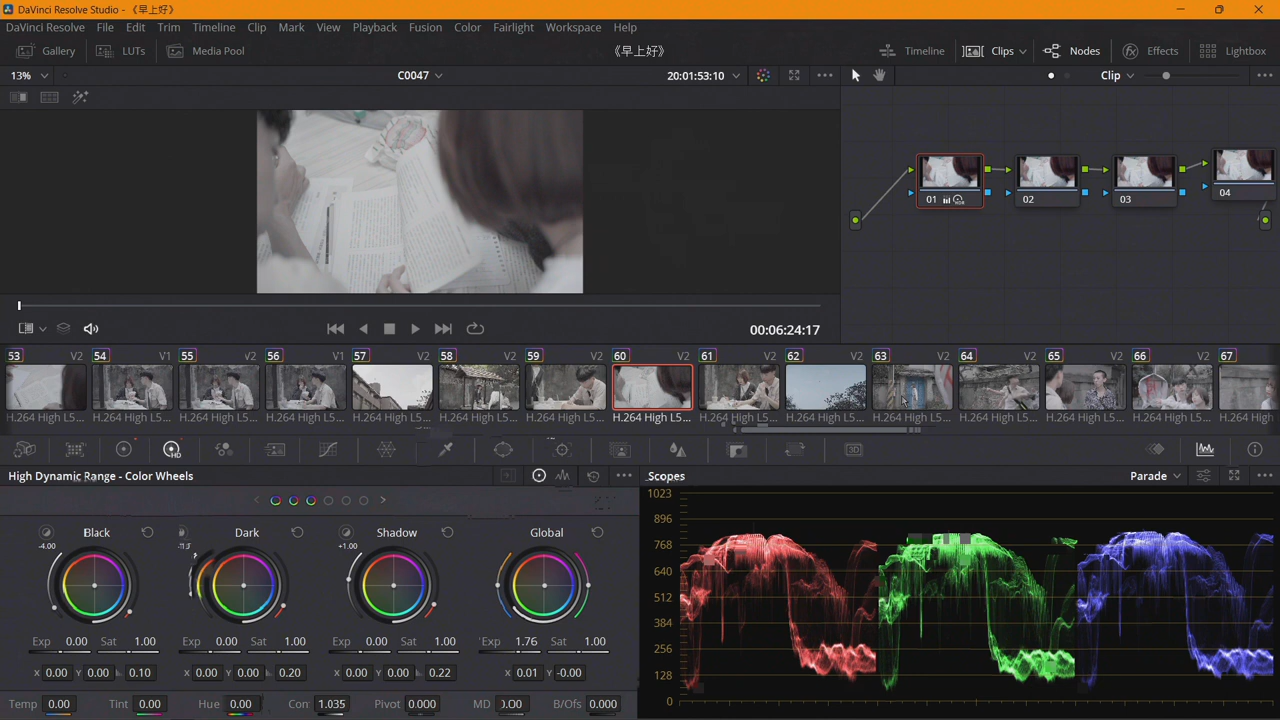 DaVinci Resolve Studio - 《早上好》
DaVinci Resolve File Edit Trim Timeline Clip Mark View Playback Fusion Color Fairlight Workspace Help
Gallery LUTs Media Pool 《早上好》 Timeline Clips Nodes Effects Lightbox
13% C0047 20:01:53:10 Clip
01 02 03 04
HDR
00:06:24:17
53 V2 54 V1 55 V2 56 V1 57 V2 58 V2 59 V2 60 V2 61 V2 62 V2 63 V2 64 V2 65 V2 66 V2 67
H.264 High L5... H.264 High L5... H.264 High L5... H.264 High L5... H.264 High L5... H.264 High L5... H.264 High L5... H.264 High L5... H.264 High L5... H.264 High L5... H.264 High L5... H.264 High L5... H.264 High L5... H.264 High L5... H.264 High
HD 3D
High Dynamic Range - Color Wheels
Scopes Parade
Black Dark Shadow Global
-4.00 +1.00
Exp 0.00 Sat 1.00 Exp 0.00 Sat 1.00 Exp 0.00 Sat 1.00 Exp 1.76 Sat 1.00
X 0.00 Y 0.00 0.10 X 0.00 Y 0.00 0.20 X 0.00 Y 0.00 0.22 X 0.01 Y -0.00
Temp 0.00 Tint 0.00 Hue 0.00 Con 1.035 Pivot 0.000 MD B/Ofs 0.000
1023
896
768
640
512
384
256
128
0